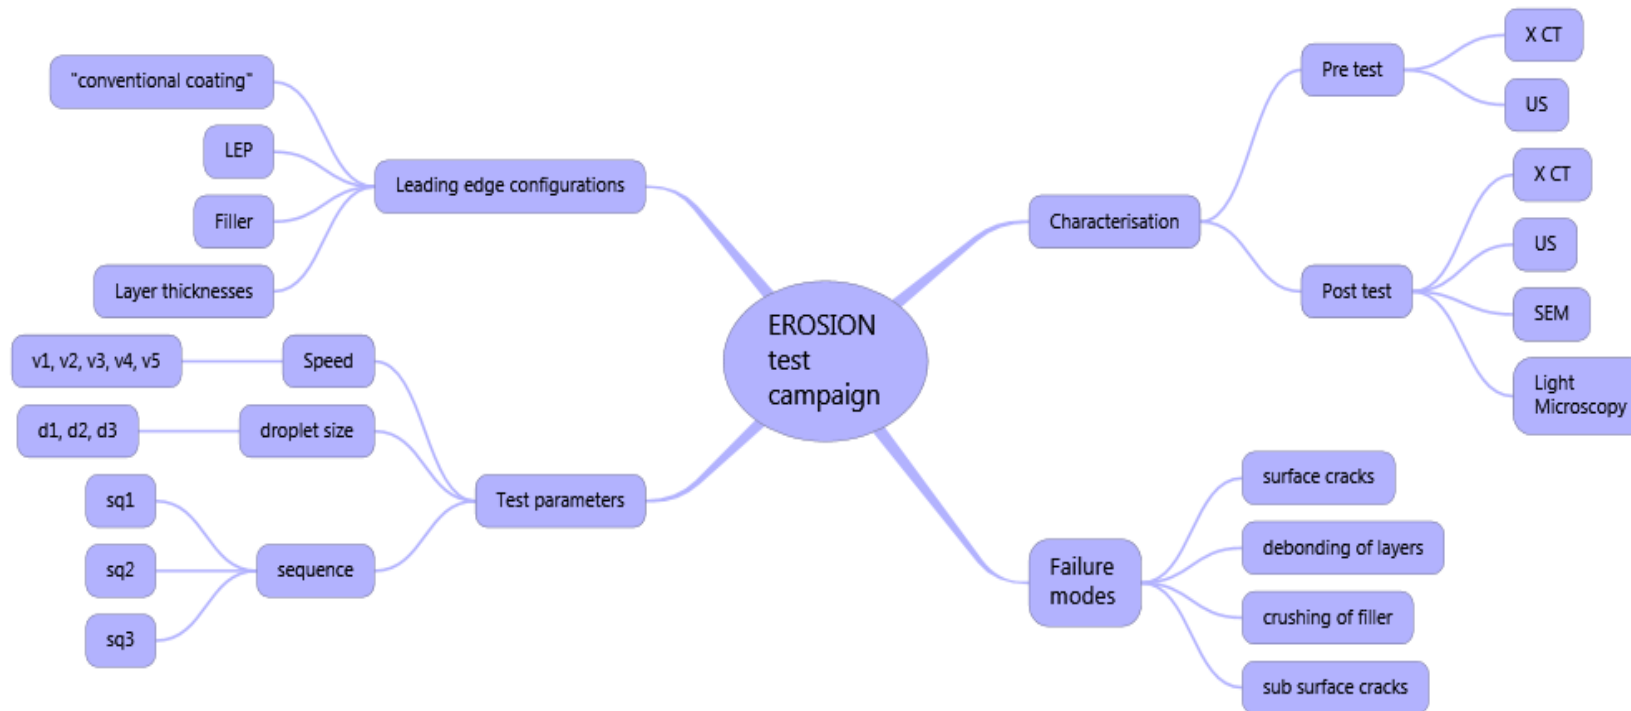 "conventional coating"
LEP
Filler
Layer thicknesses
Leading edge configurations
v1, v2, v3, v4, v5
Speed
d1, d2, d3
droplet size
sq1
sq2
sq3
sequence
Test parameters
EROSION
test
campaign
Characterisation
Pre test
X CT
US
Post test
X CT
US
SEM
Light
Microscopy
Failure
modes
surface cracks
debonding of layers
crushing of filler
sub surface cracks